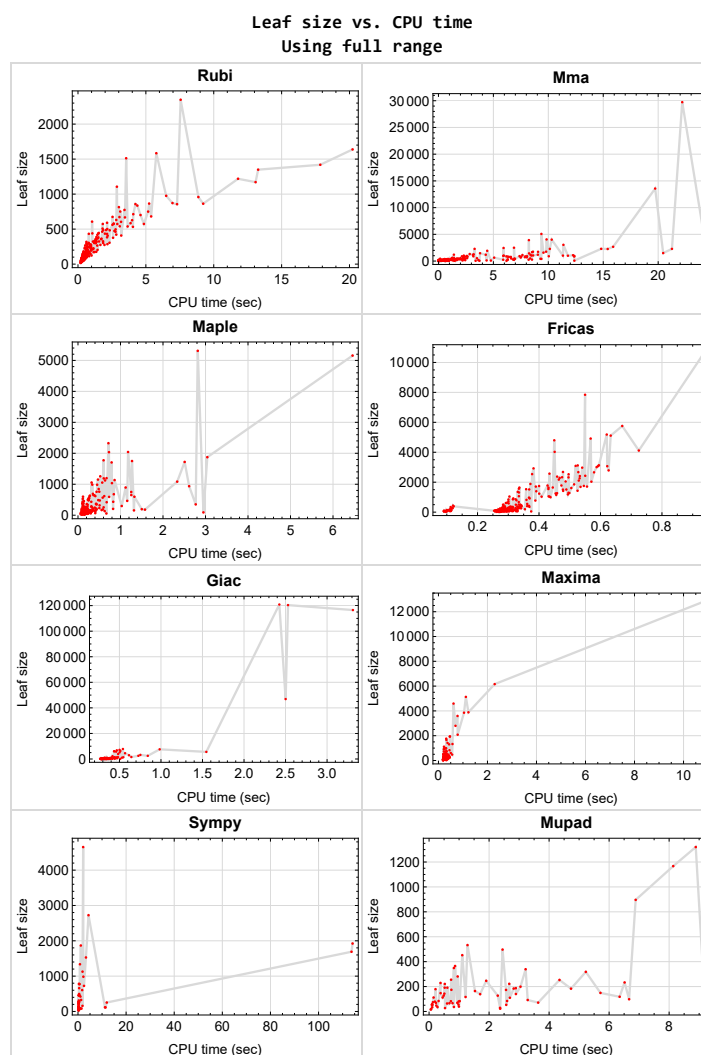 Leaf size vs. CPU time
Using full range
Rubi
Leaf size
2000
1500
1000
500
0
0 5 10 15 20
CPU time (sec)
Mma
Leaf size
30 000
25 000
20 000
15 000
10 000
5000
0
0 5 10 15 20
CPU time (sec)
Maple
Leaf size
5000
4000
3000
2000
1000
0
0 1 2 3 4 5 6
CPU time (sec)
Fricas
Leaf size
10 000
8000
6000
4000
2000
0
0.2 0.4 0.6 0.8
CPU time (sec)
Giac
Leaf size
120 000
100 000
80 000
60 000
40 000
20 000
0
0.5 1.0 1.5 2.0 2.5 3.0
CPU time (sec)
Maxima
Leaf size
12 000
10 000
8000
6000
4000
2000
0
0 2 4 6 8 10
CPU time (sec)
Sympy
Leaf size
4000
3000
2000
1000
0
0 20 40 60 80 100
CPU time (sec)
Mupad
Leaf size
1200
1000
800
600
400
200
0
0 2 4 6 8
CPU time (sec)